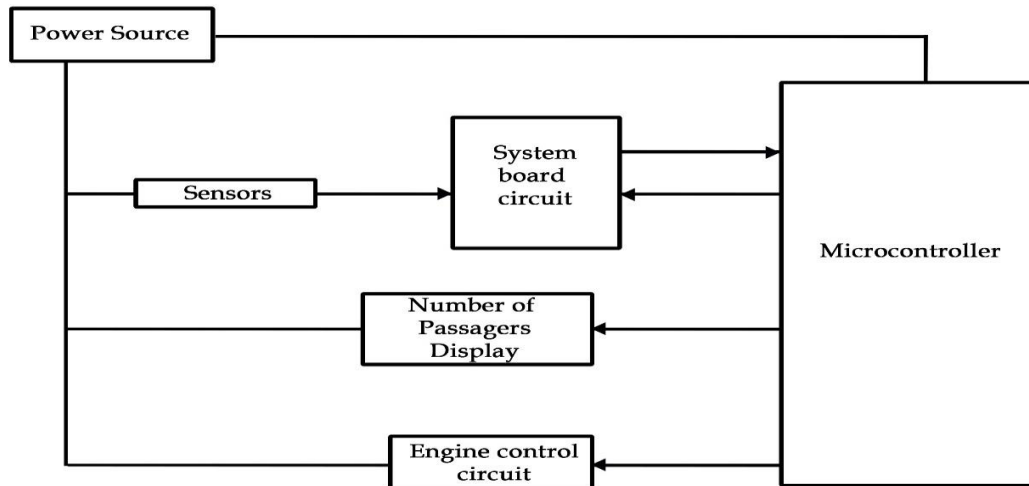 Power Source
System
board
circuit
Sensors
Microcontroller
Number of
Passagers
Display
Engine control
circuit